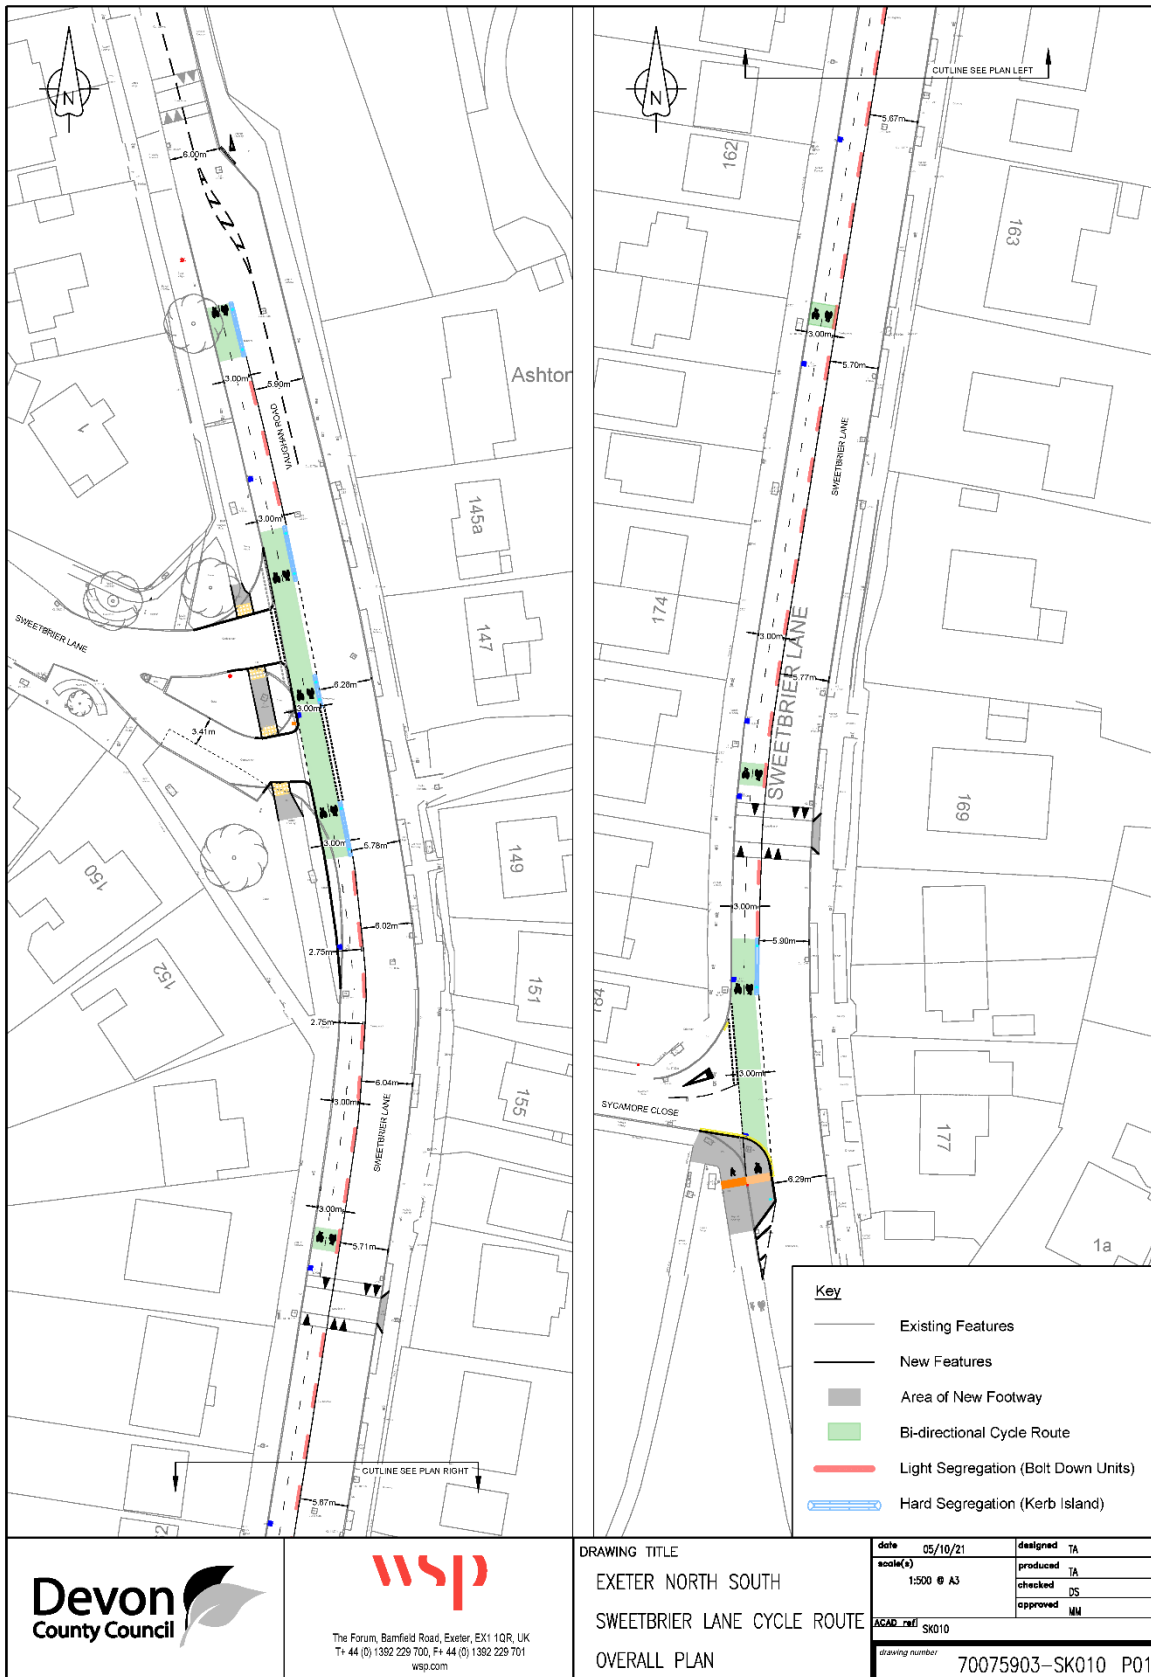 N
6.00m
3.00m
5.90m
VAUGHAN ROAD
Ashton
1
3.00m
145a
SWEETBRIER LANE
147
6.28m
3.00m
3.41m
3.00m
5.78m
149
150
6.02m
2.75m
152
151
2.75m
6.04m
3.00m
155
SWEETBRIER LANE
3.00m
5.71m
CUTLINE SEE PLAN RIGHT
5.67m
N
CUTLINE SEE PLAN LEFT
5.67m
162
163
3.00m
5.70m
SWEETBRIER LANE
174
3.00m
SWEETBRIER LANE
5.77m
169
3.00m
5.90m
184
3.00m
SYCAMORE CLOSE
177
6.29m
1a
Key
Existing Features
New Features
Area of New Footway
Bi-directional Cycle Route
Light Segregation (Bolt Down Units)
Hard Segregation (Kerb Island)
Devon
County Council
wsp
The Forum, Barnfield Road, Exeter, EX1 1QR, UK
T+ 44 (0) 1392 229 700, F+ 44 (0) 1392 229 701
wsp.com
DRAWING TITLE
EXETER NORTH SOUTH
SWEETBRIER LANE CYCLE ROUTE
OVERALL PLAN
date 05/10/21
scale(s)
1:500 @ A3
designed TA
produced TA
checked DS
approved MM
ACAD ref SK010
drawing number
70075903-SK010 P01